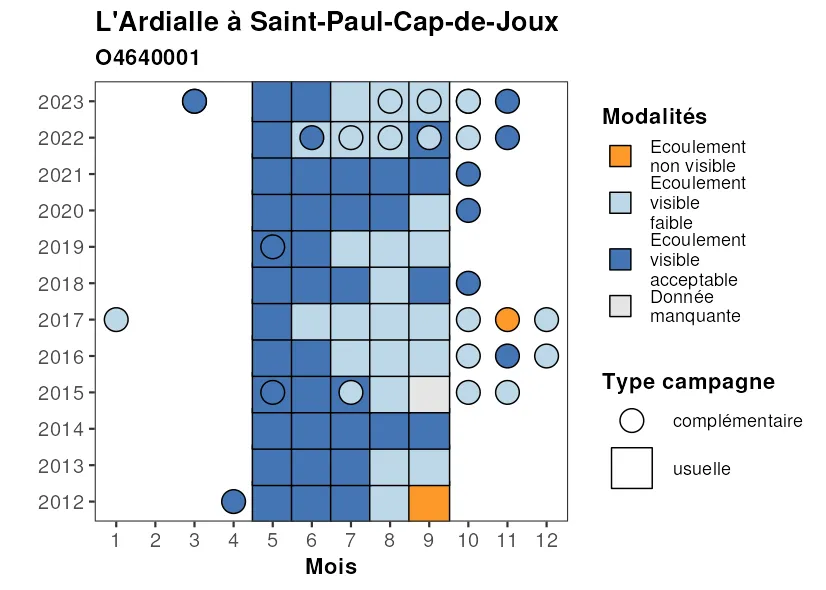 L'Ardialle à Saint-Paul-Cap-de-Joux
O4640001
2023
2022
2021
2020
2019
2018
2017
2016
2015
2014
2013
2012
1 2 3 4 5 6 7 8 9 10 11 12
Mois
Modalités
Ecoulement
non visible
Ecoulement
visible
faible
Ecoulement
visible
acceptable
Donnée
manquante
Type campagne
complémentaire
usuelle